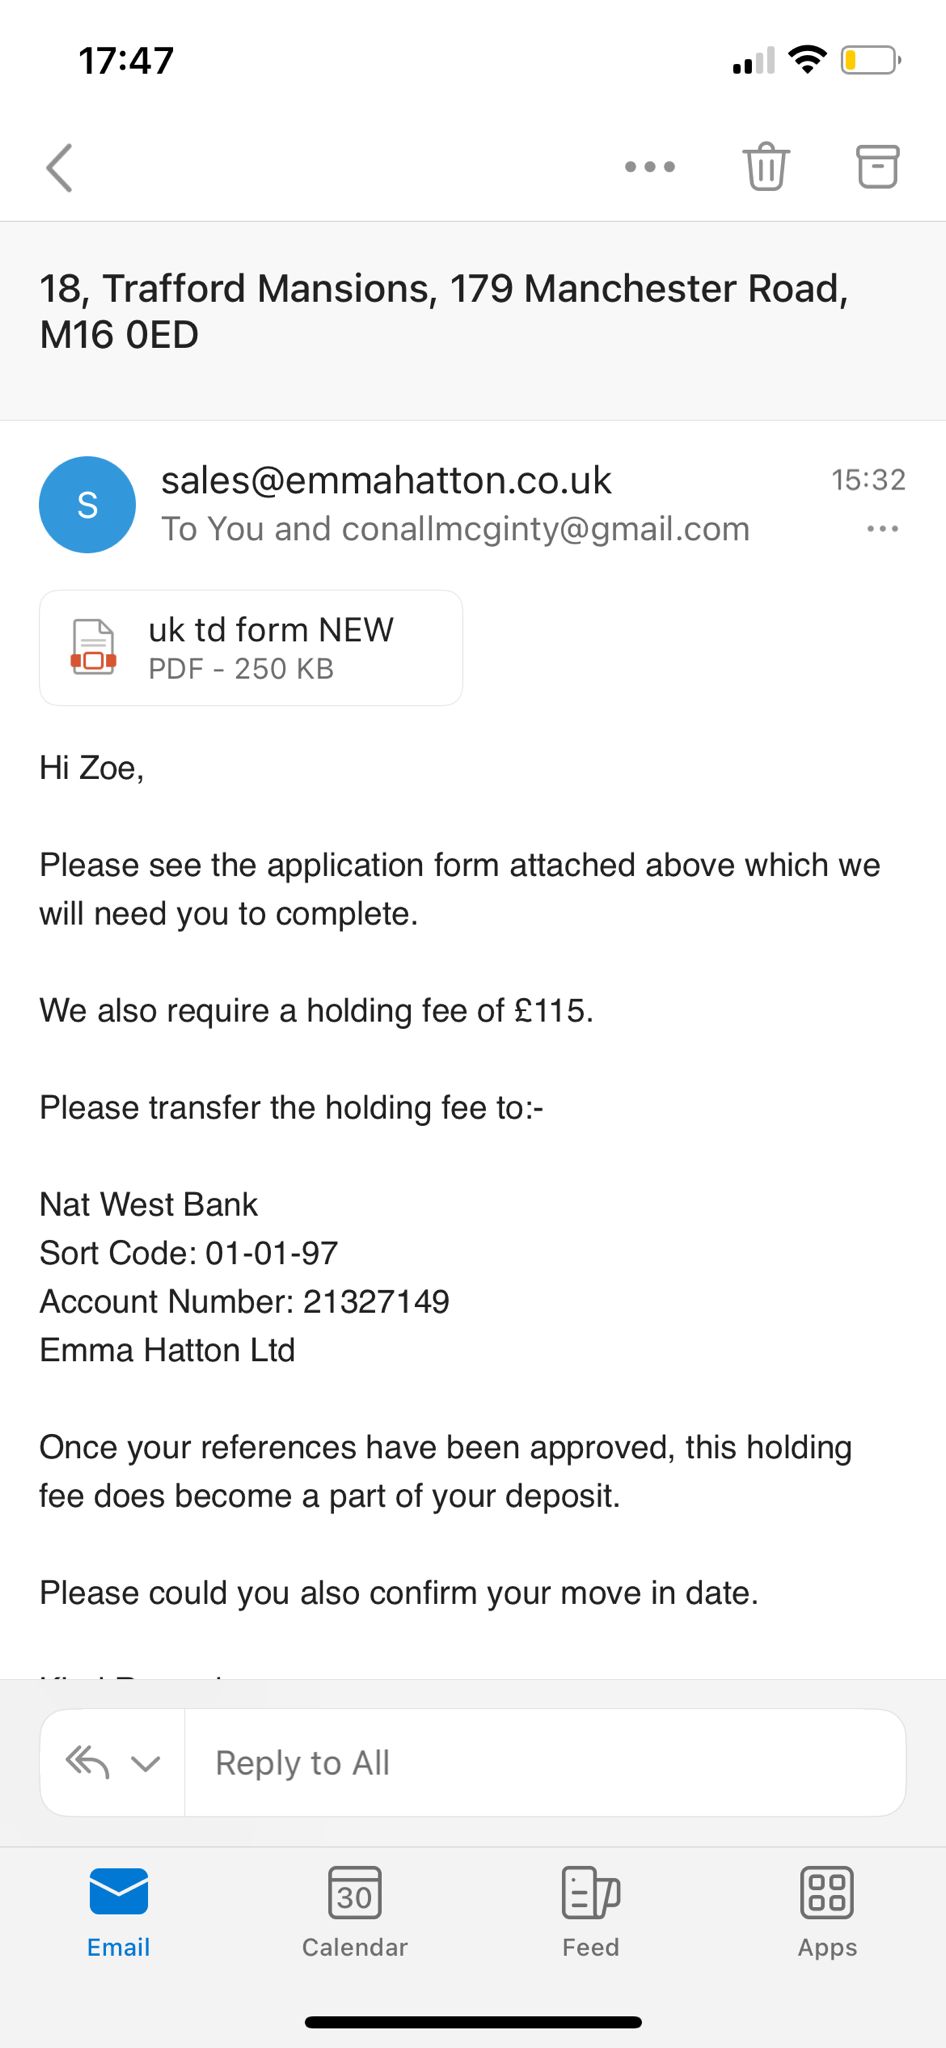 17:47
18, Trafford Mansions, 179 Manchester Road,
M16 0ED
S
sales@emmahatton.co.uk
15:32
To You and conallmcginty@gmail.com
uk td form NEW
PDF - 250 KB
Hi Zoe,
Please see the application form attached above which we
will need you to complete.
We also require a holding fee of £115.
Please transfer the holding fee to:-
Nat West Bank
Sort Code: 01-01-97
Account Number: 21327149
Emma Hatton Ltd
Once your references have been approved, this holding
fee does become a part of your deposit.
Please could you also confirm your move in date.
Reply to All
30
Email
Calendar
Feed
Apps